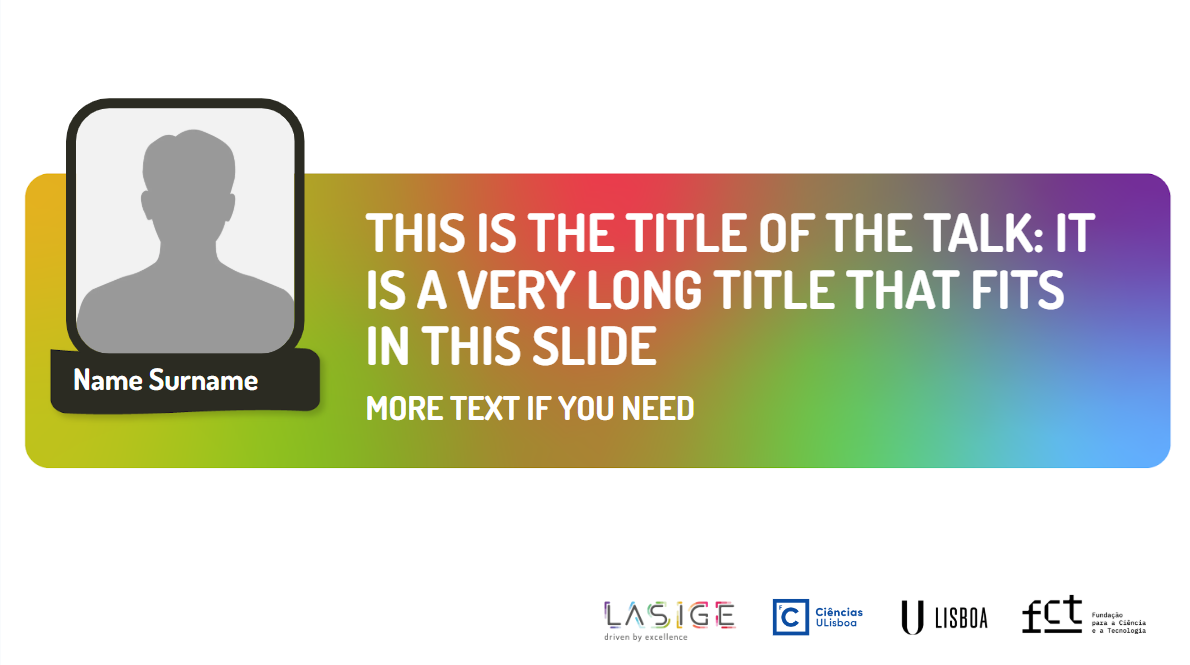 THIS IS THE TITLE OF THE TALK: IT
IS A VERY LONG TITLE THAT FITS
IN THIS SLIDE
Name Surname
MORE TEXT IF YOU NEED
LASIGE
driven by excellence
F
C
Ciências
ULisboa
U LISBOA
fct
Fundação
para a Ciência
e a Tecnologia